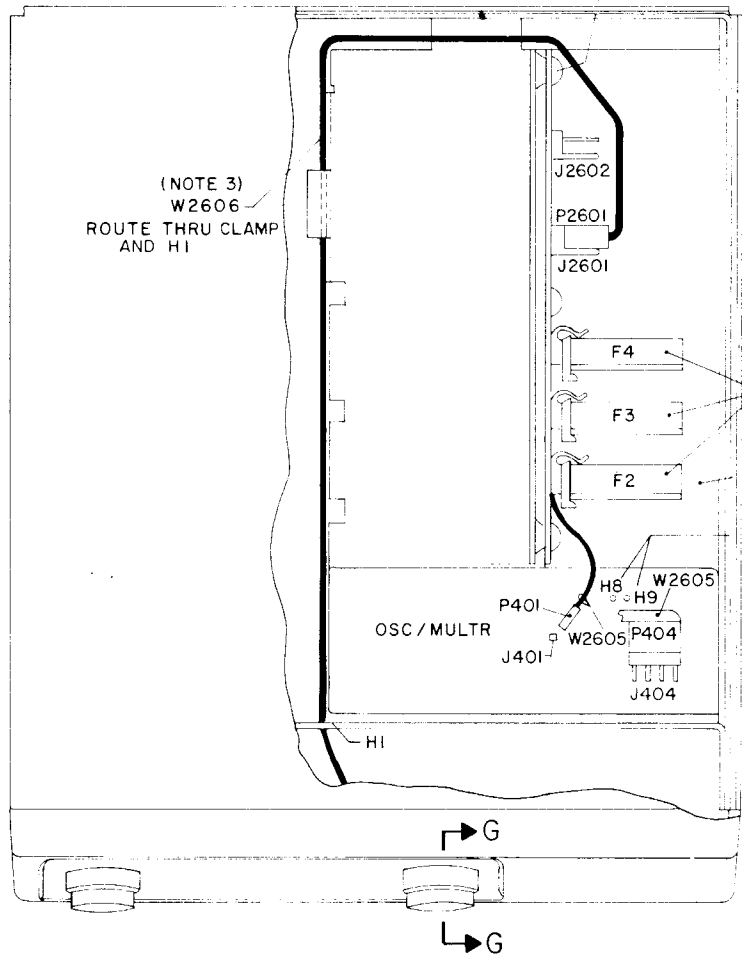 (NOTE 3)
W2606
ROUTE THRU CLAMP
AND H1
J2602
P2601
J2601
F4
F3
F2
H8
H9
W2605
P401
W2605
P404
OSC/MULTR
J401
J404
H1
G
G